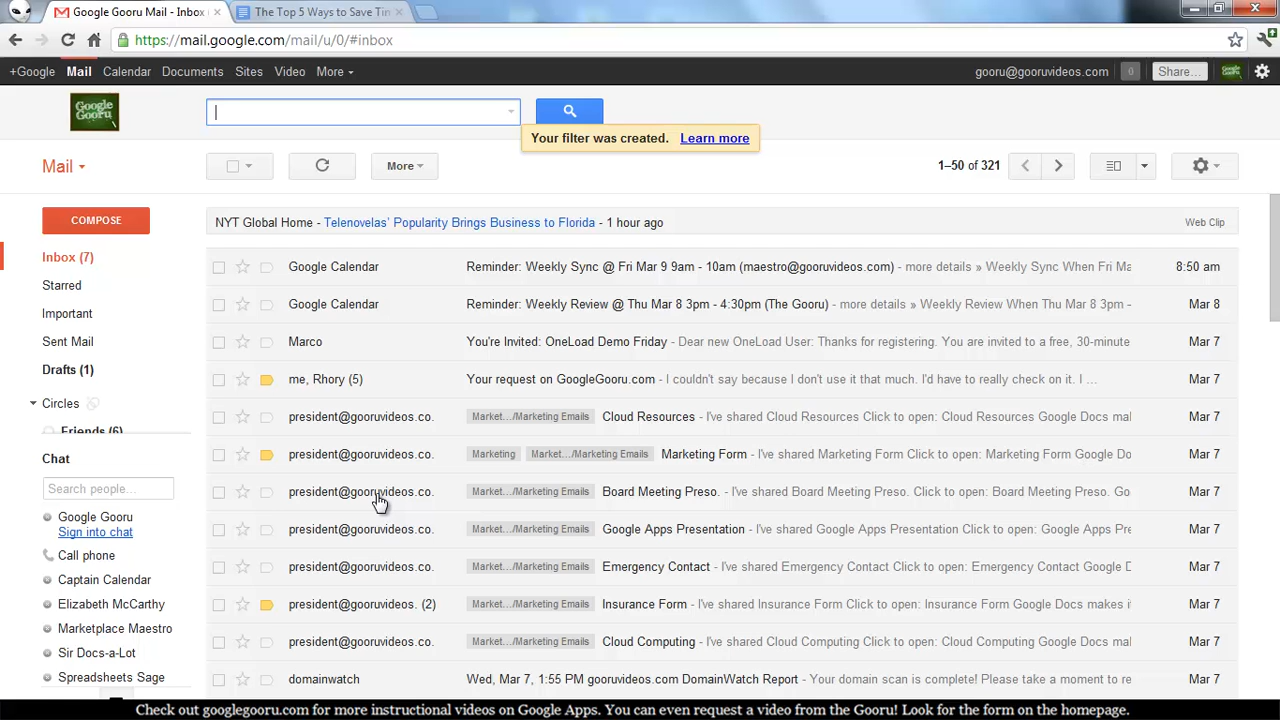 Google Gooru Mail - Inbox
The Top 5 Ways to Save Tin
https://mail.google.com/mail/u/0/#inbox
+Google Mail Calendar Documents Sites Video More gooru@gooruvideos.com 0 Share...
Google Gooru
Your filter was created. Learn more
Mail More 1–50 of 321
COMPOSE
NYT Global Home - Telenovelas' Popularity Brings Business to Florida - 1 hour ago Web Clip
Inbox (7)
Starred
Important
Sent Mail
Drafts (1)
Circles
Friends (6)
Chat
Search people...
Google Gooru
Sign into chat
Call phone
Captain Calendar
Elizabeth McCarthy
Marketplace Maestro
Sir Docs-a-Lot
Spreadsheets Sage
Google Calendar Reminder: Weekly Sync @ Fri Mar 9 9am - 10am (maestro@gooruvideos.com) - more details » Weekly Sync When Fri Ma 8:50 am
Google Calendar Reminder: Weekly Review @ Thu Mar 8 3pm - 4:30pm (The Gooru) - more details » Weekly Review When Thu Mar 8 3pm – Mar 8
Marco You're Invited: OneLoad Demo Friday - Dear new OneLoad User: Thanks for registering. You are invited to a free, 30-minute Mar 7
me, Rhory (5) Your request on GoogleGooru.com - I couldn't say because I don't use it that much. I'd have to really check on it. I ... Mar 7
president@gooruvideos.co. Market.../Marketing Emails Cloud Resources - I've shared Cloud Resources Click to open: Cloud Resources Google Docs mal Mar 7
president@gooruvideos.co. Marketing Market.../Marketing Emails Marketing Form - I've shared Marketing Form Click to open: Marketing Form Google Do Mar 7
president@gooruvideos.co. Market.../Marketing Emails Board Meeting Preso. - I've shared Board Meeting Preso. Click to open: Board Meeting Preso. Go Mar 7
president@gooruvideos.co. Market.../Marketing Emails Google Apps Presentation - I've shared Google Apps Presentation Click to open: Google Apps Pre Mar 7
president@gooruvideos.co. Market.../Marketing Emails Emergency Contact - I've shared Emergency Contact Click to open: Emergency Contact Google D Mar 7
president@gooruvideos. (2) Market.../Marketing Emails Insurance Form - I've shared Insurance Form Click to open: Insurance Form Google Docs makes i Mar 7
president@gooruvideos.co. Market.../Marketing Emails Cloud Computing - I've shared Cloud Computing Click to open: Cloud Computing Google Docs m Mar 7
domainwatch Wed, Mar 7, 1:55 PM gooruvideos.com DomainWatch Report - Your domain scan is complete! Please take a moment to re Mar 7
Check out googlegooru.com for more instructional videos on Google Apps. You can even request a video from the Gooru! Look for the form on the homepage.